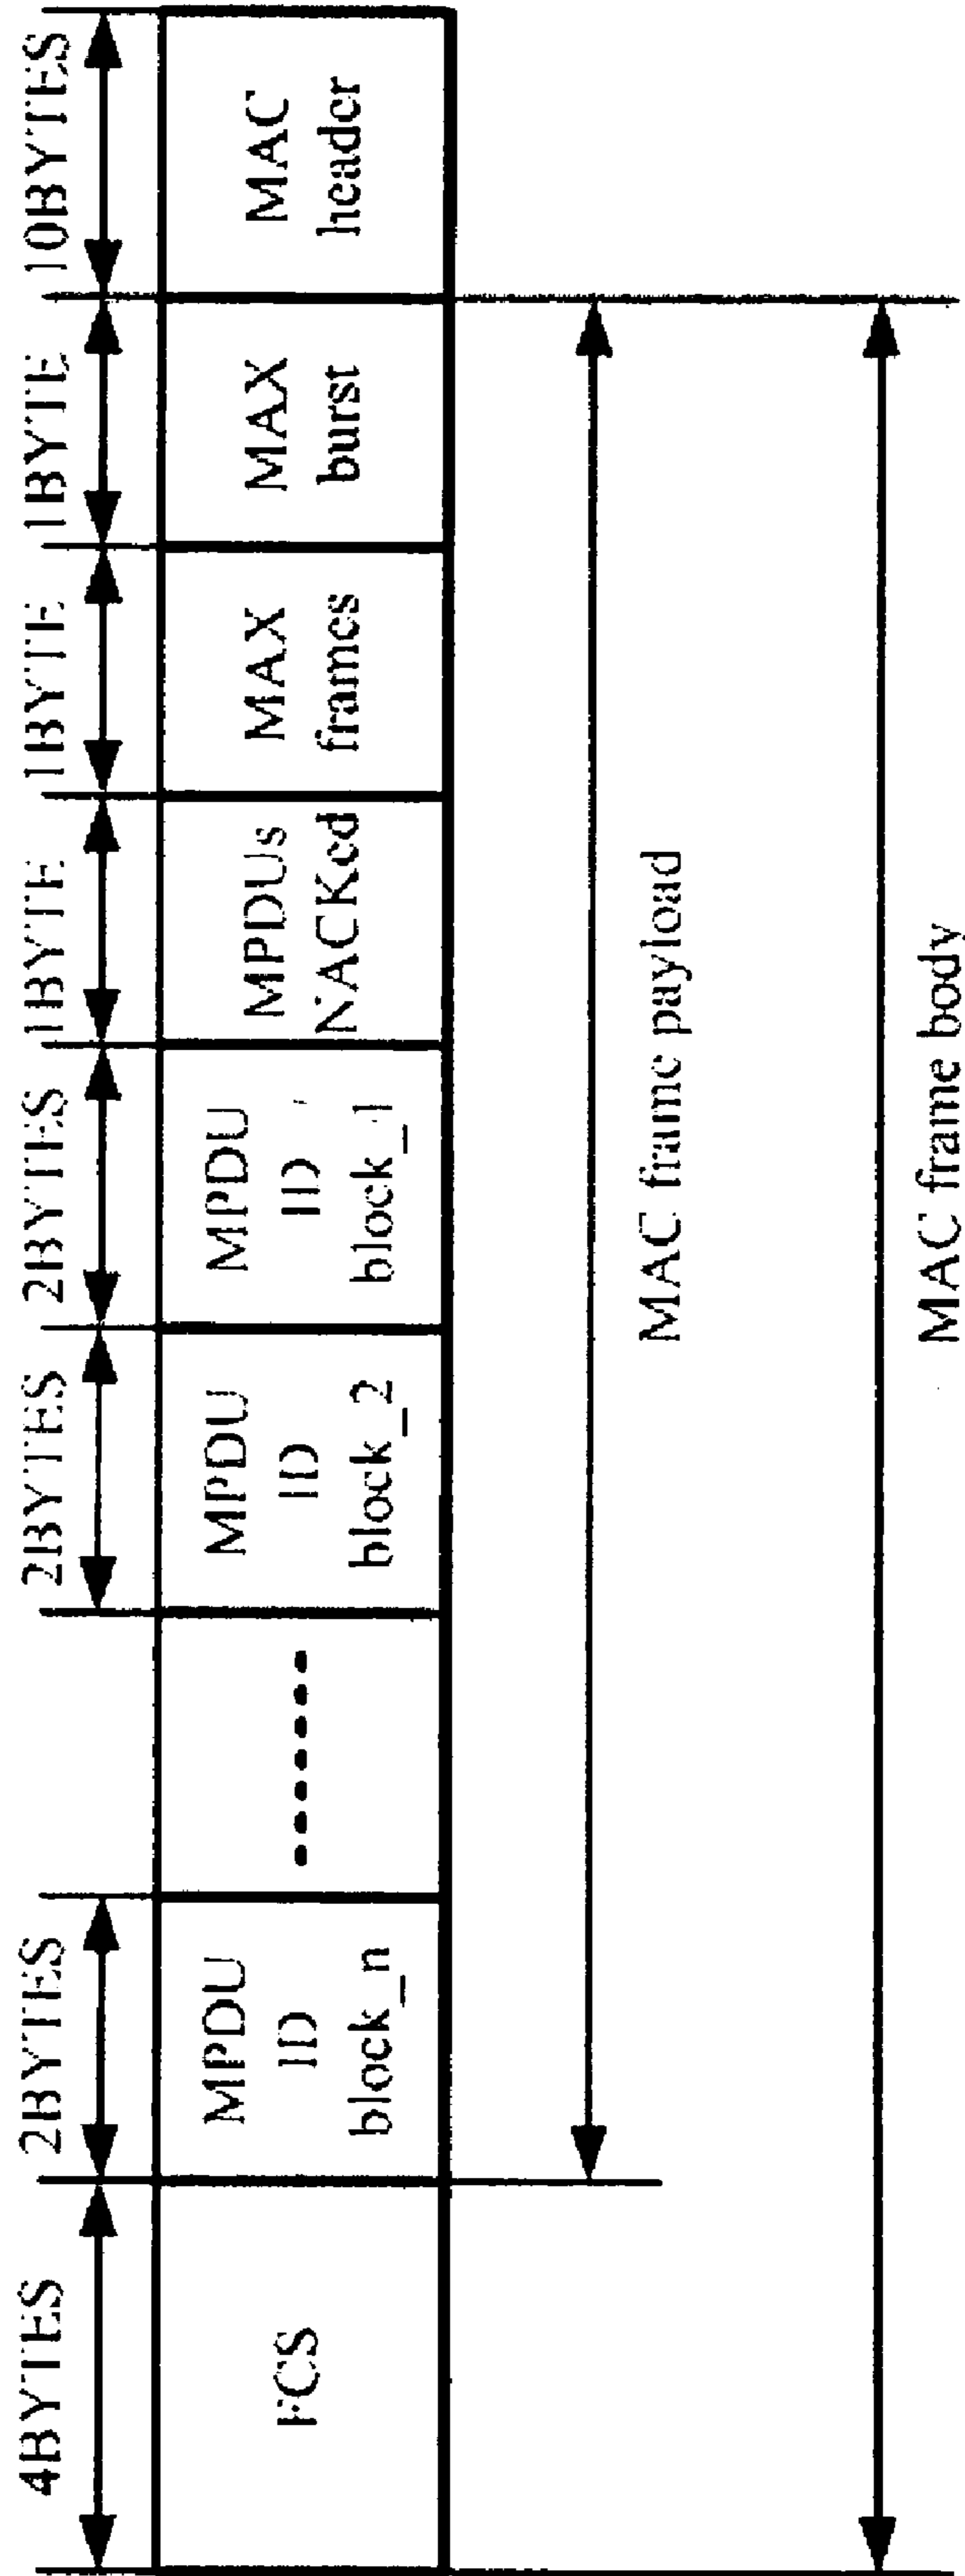 4BYTES
2BYTES
2BYTES
2BYTES
1BYTE
1BYTE
1BYTE
10BYTES
FCS
MPDU
ID
block_n
MPDU
ID
block_2
MPDU
ID
block_1
MPDUs
NACKed
MAX
frames
MAX
burst
MAC
header
MAC frame payload
MAC frame body